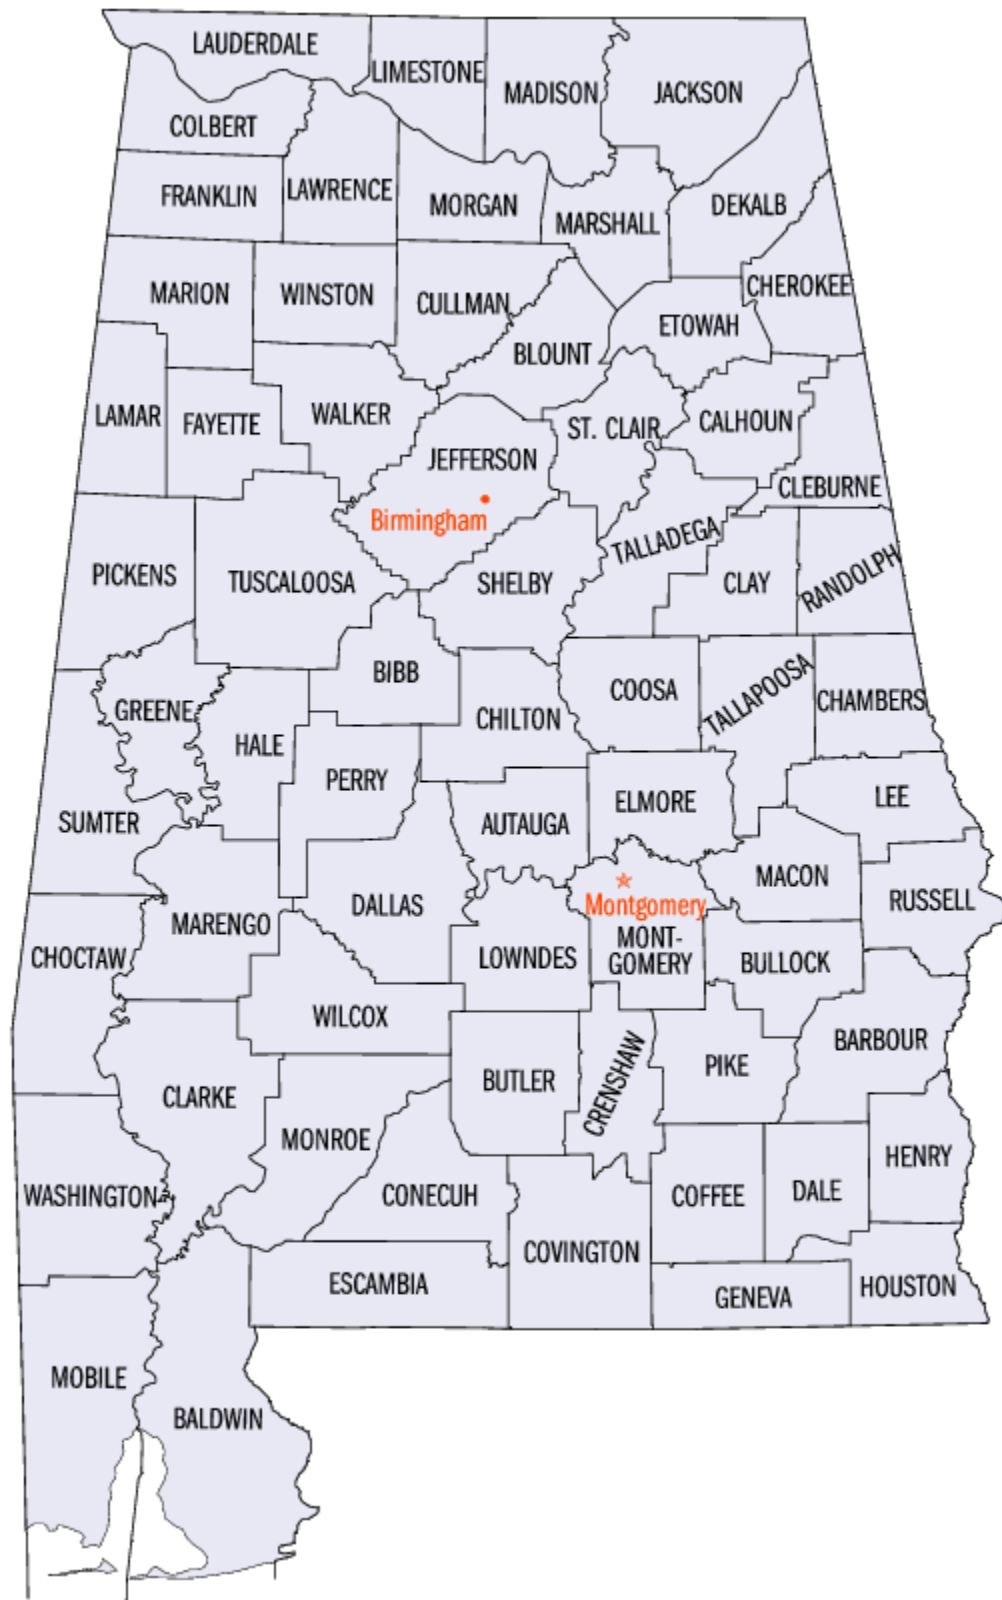 LAUDERDALE
LIMESTONE
MADISON
JACKSON
COLBERT
FRANKLIN
LAWRENCE
MORGAN
MARSHALL
DEKALB
CHEROKEE
MARION
WINSTON
CULLMAN
BLOUNT
ETOWAH
LAMAR
FAYETTE
WALKER
JEFFERSON
ST. CLAIR
CALHOUN
CLEBURNE
Birmingham
PICKENS
TUSCALOOSA
SHELBY
TALLADEGA
CLAY
RANDOLPH
GREENE
HALE
BIBB
CHILTON
COOSA
TALLAPOOSA
CHAMBERS
SUMTER
PERRY
AUTAUGA
ELMORE
LEE
MACON
RUSSELL
CHOCTAW
MARENGO
DALLAS
LOWNDES
Montgomery
MONT-
GOMERY
BULLOCK
WILCOX
BARBOUR
CLARKE
BUTLER
CRENSHAW
PIKE
MONROE
WASHINGTON
CONECUH
COFFEE
DALE
HENRY
COVINGTON
ESCAMBIA
GENEVA
HOUSTON
MOBILE
BALDWIN